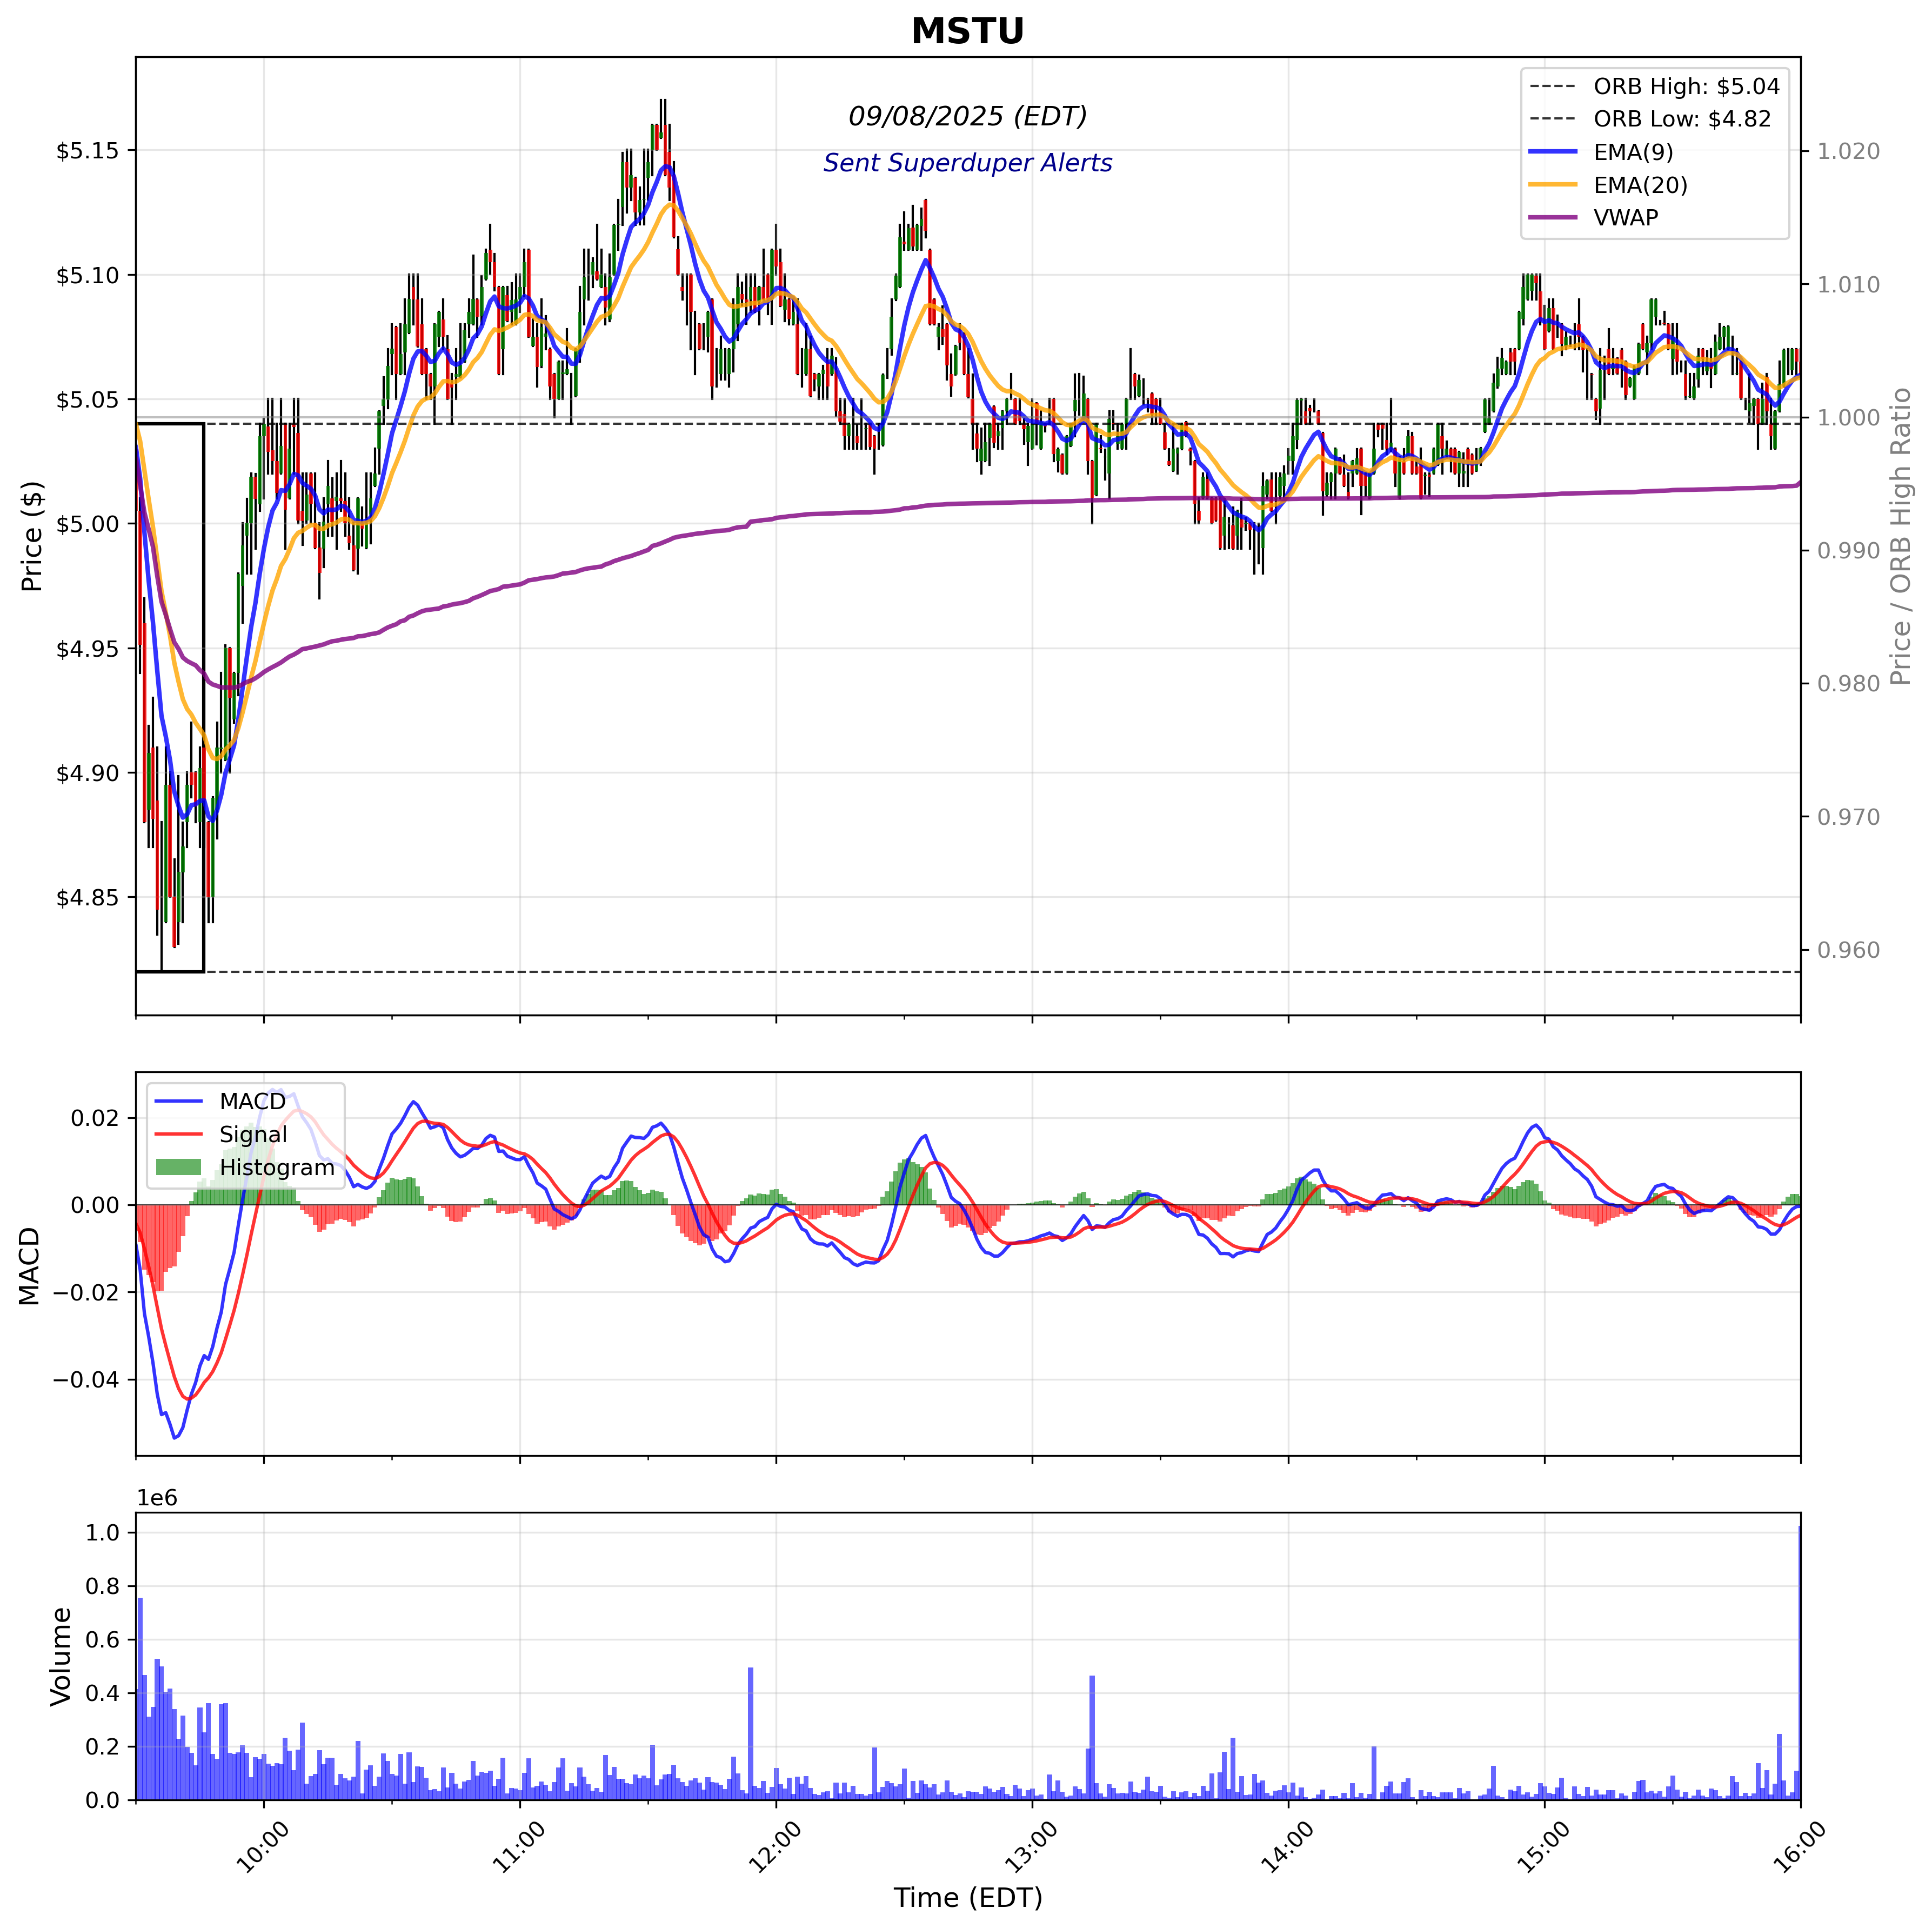 MSTU
09/08/2025 (EDT)
Sent Superduper Alerts
ORB High: $5.04
ORB Low: $4.82
EMA(9)
EMA(20)
VWAP
$5.15
$5.10
$5.05
$5.00
$4.95
$4.90
$4.85
Price ($)
1.020
1.010
1.000
0.990
0.980
0.970
0.960
Price / ORB High Ratio
MACD
Signal
Histogram
0.02
0.00
−0.02
−0.04
MACD
1e6
1.0
0.8
0.6
0.4
0.2
0.0
Volume
10:00
11:00
12:00
13:00
14:00
15:00
16:00
Time (EDT)